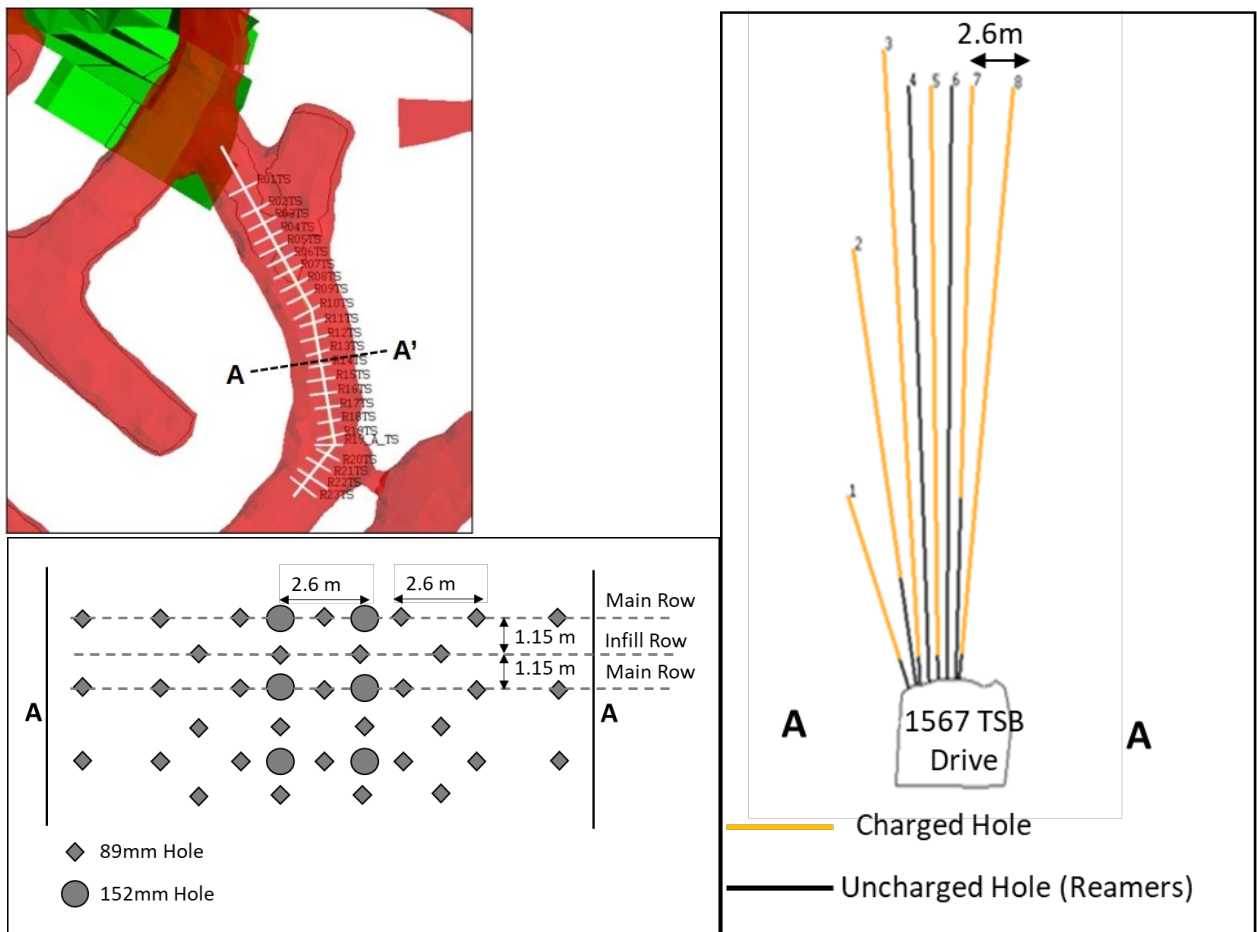 R01TS
R02TS
R03TS
R04TS
R05TS
R06TS
R07TS
R08TS
R09TS
R10TS
R11TS
R12TS
R13TS
A
A’
R14TS
R15TS
R16TS
R17TS
R18TS
R19TS
R19_A_TS
R20TS
R21TS
R22TS
R23TS
2.6 m
2.6 m
Main Row
1.15 m
Infill Row
1.15 m
Main Row
A
A
89mm Hole
152mm Hole
2.6m
3
4
5
6
7
8
2
1
A
1567 TSB
Drive
A
Charged Hole
Uncharged Hole (Reamers)